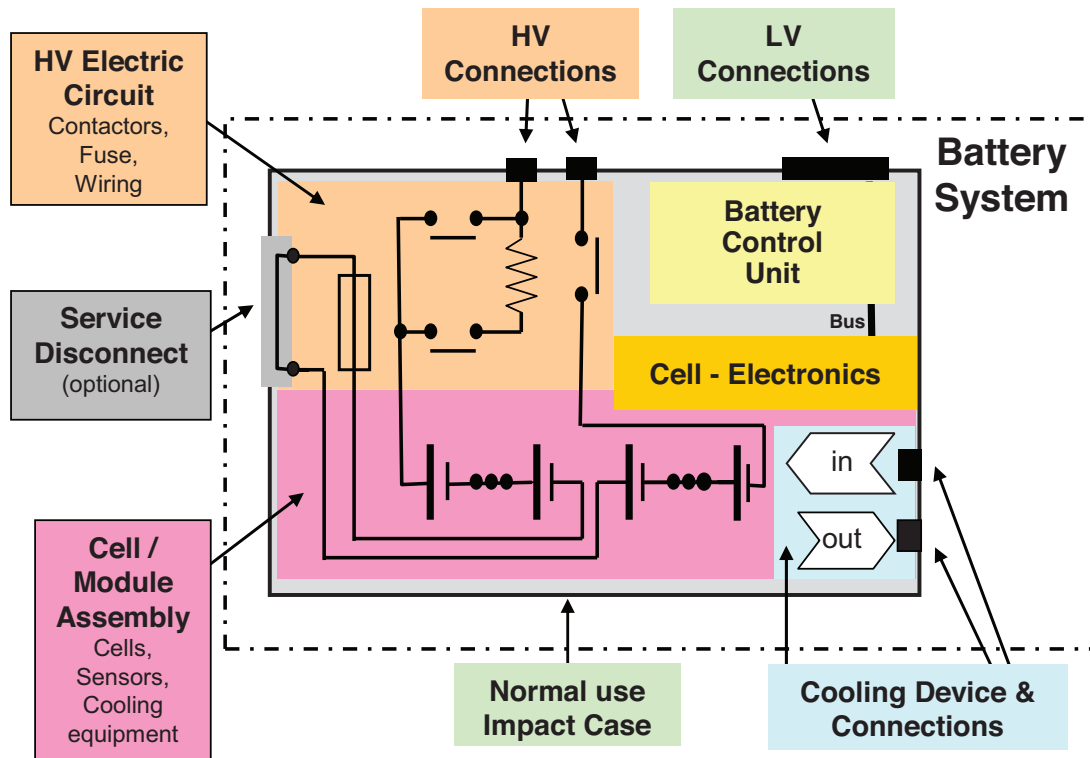 HV Electric
Circuit
Contactors,
Fuse,
Wiring
HV
Connections
LV
Connections
Battery
System
Battery
Control
Unit
Bus
Service
Disconnect
(optional)
Cell - Electronics
in
out
Cell /
Module
Assembly
Cells,
Sensors,
Cooling
equipment
Normal use
Impact Case
Cooling Device &
Connections